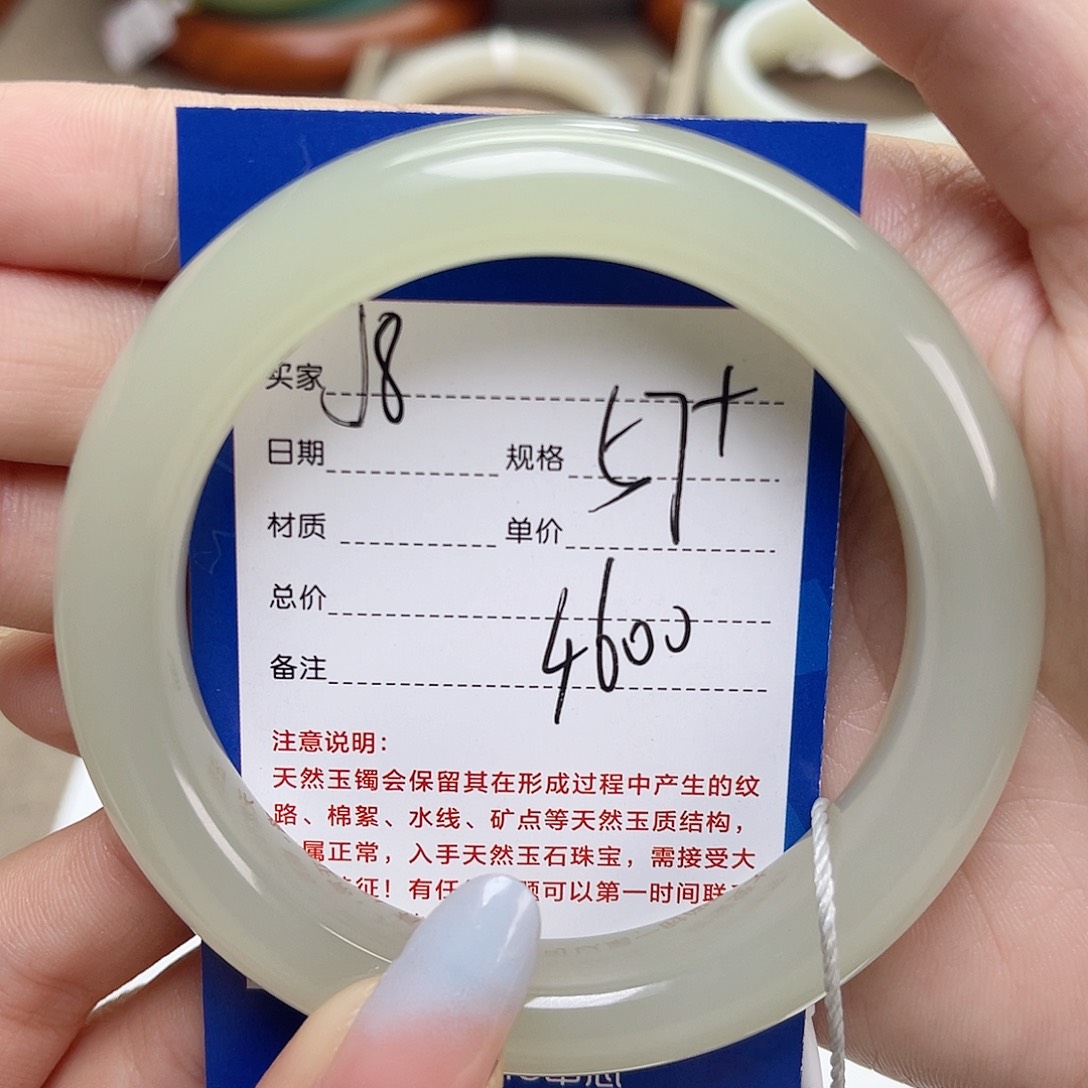 买家 J8
日期 规格 57+
材质 单价
总价
备注 4600
注意说明：
天然玉镯会保留其在形成过程中产生的纹
路、棉絮、水线、矿点等天然玉质结构，
属正常，入手天然玉石珠宝，需接受大
征！有任 题可以第一时间联